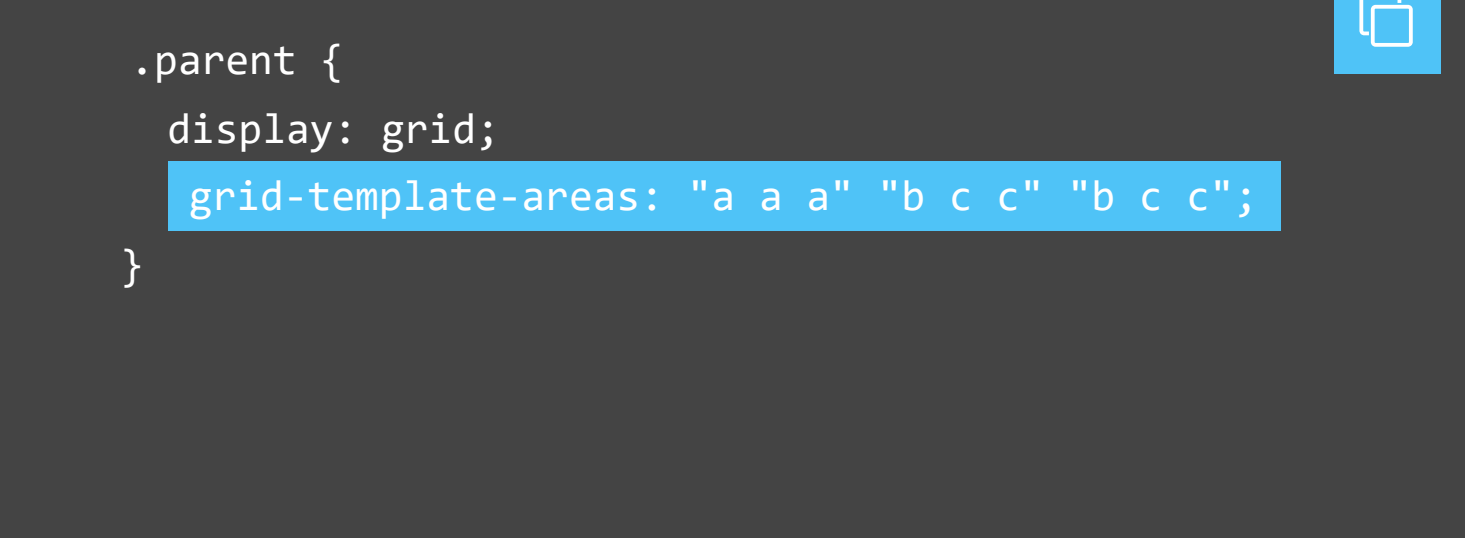 .parent {
display: grid;
grid-template-areas: "a a a" "b c c" "b c c";
}